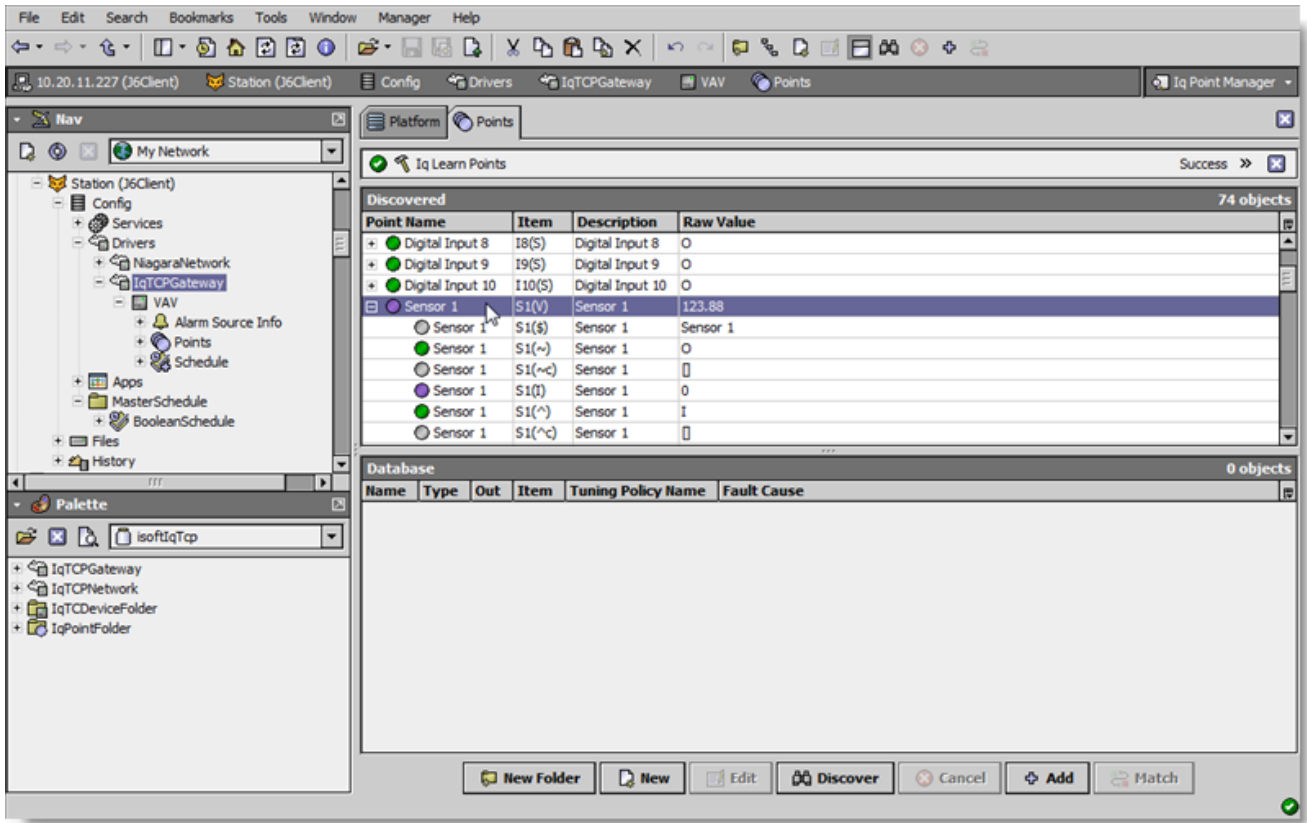 File Edit Search Bookmarks Tools Window Manager Help
10.20.11.227 (J6Client) Station (J6Client) Config Drivers IqTCPGateway VAV Points Iq Point Manager
Nav
My Network
Station (J6Client)
Config
Services
Drivers
NiagaraNetwork
IqTCPGateway
VAV
Alarm Source Info
Points
Schedule
Apps
MasterSchedule
BooleanSchedule
Files
History
Palette
isoftIqTcp
IqTCPGateway
IqTCPNetwork
IqTCDeviceFolder
IqPointFolder
Platform Points
Iq Learn Points Success »
Discovered 74 objects
Point Name Item Description Raw Value
Digital Input 8 I8(S) Digital Input 8 O
Digital Input 9 I9(S) Digital Input 9 O
Digital Input 10 I10(S) Digital Input 10 O
Sensor 1 S1(V) Sensor 1 123.88
Sensor 1 S1($) Sensor 1 Sensor 1
Sensor 1 S1(~) Sensor 1 O
Sensor 1 S1(~c) Sensor 1 []
Sensor 1 S1(I) Sensor 1 0
Sensor 1 S1(^) Sensor 1 I
Sensor 1 S1(^c) Sensor 1 []
Database 0 objects
Name Type Out Item Tuning Policy Name Fault Cause
New Folder New Edit Discover Cancel Add Match